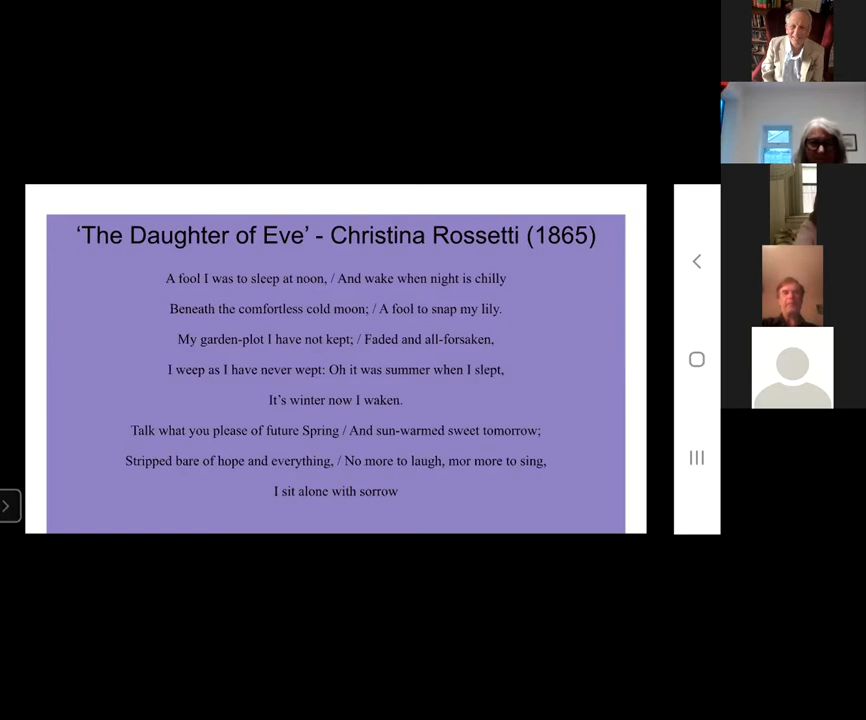 ‘The Daughter of Eve’ - Christina Rossetti (1865)
A fool I was to sleep at noon, / And wake when night is chilly
Beneath the comfortless cold moon; / A fool to snap my lily.
My garden-plot I have not kept; / Faded and all-forsaken,
I weep as I have never wept: Oh it was summer when I slept,
It’s winter now I waken.
Talk what you please of future Spring / And sun-warmed sweet tomorrow;
Stripped bare of hope and everything, / No more to laugh, mor more to sing,
I sit alone with sorrow